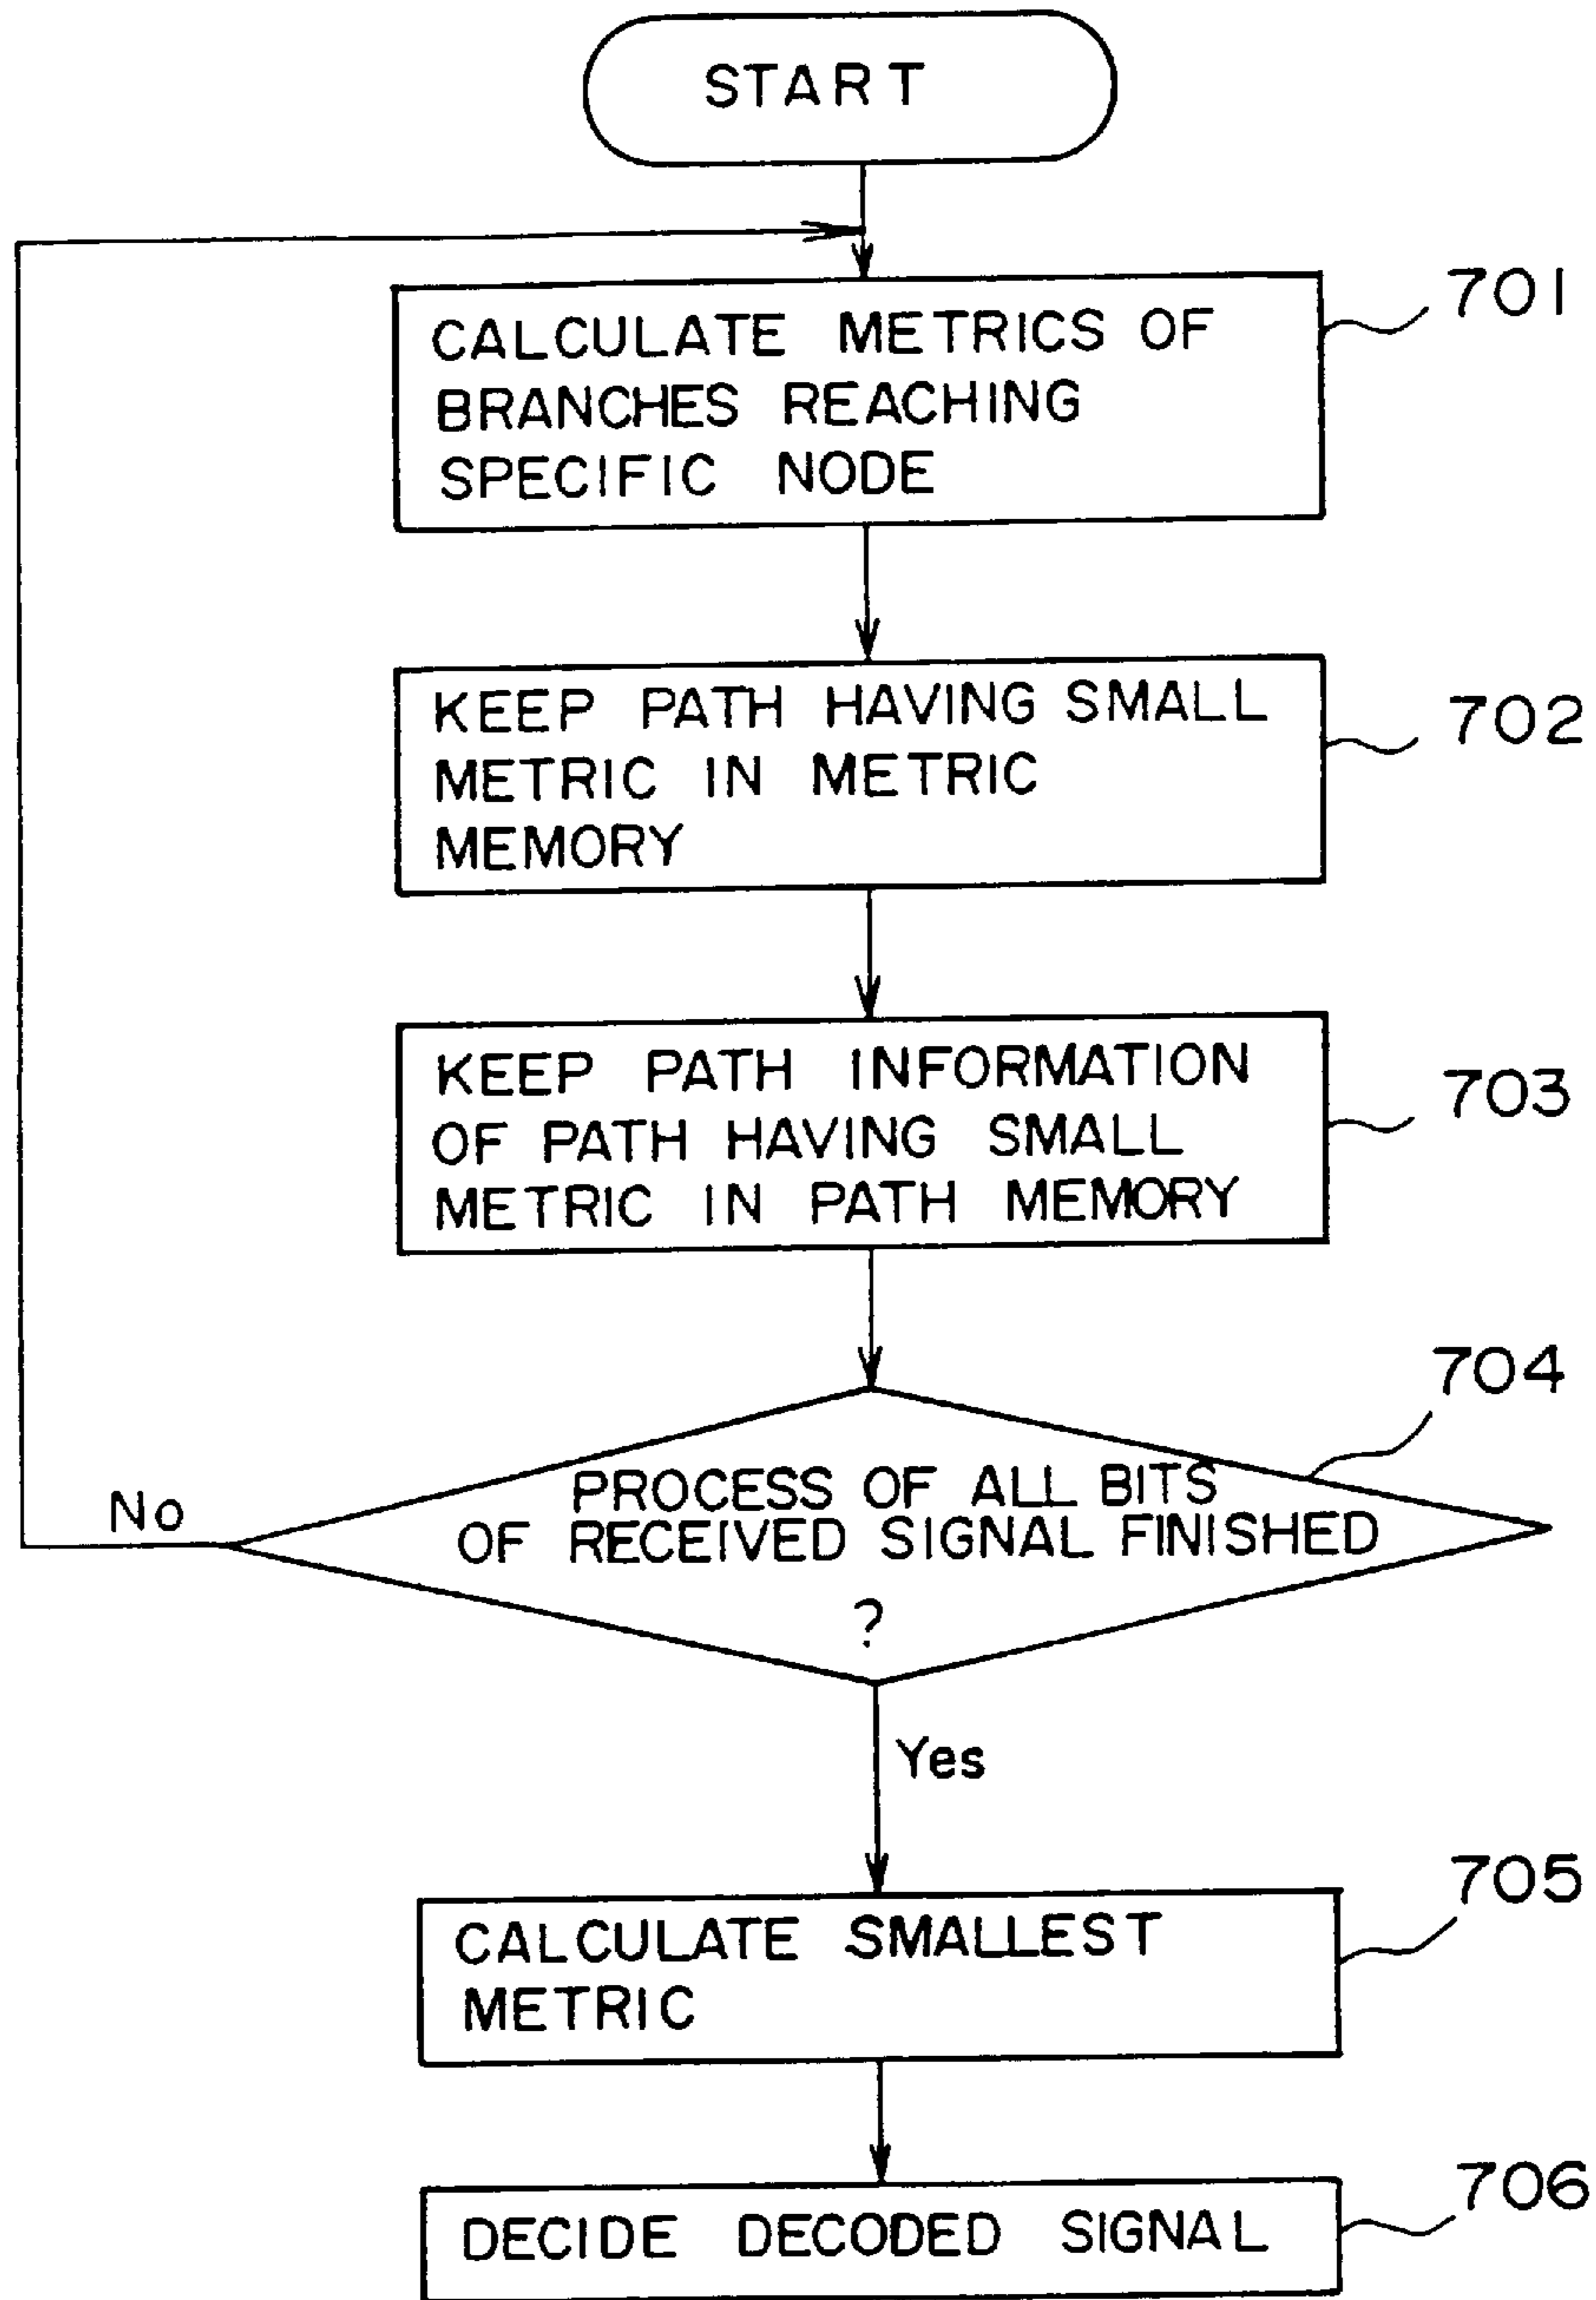 START
CALCULATE METRICS OF
BRANCHES REACHING
SPECIFIC NODE
701
KEEP PATH HAVING SMALL
METRIC IN METRIC
MEMORY
702
KEEP PATH INFORMATION
OF PATH HAVING SMALL
METRIC IN PATH MEMORY
703
704
PROCESS OF ALL BITS
OF RECEIVED SIGNAL FINISHED
?
No
Yes
CALCULATE SMALLEST
METRIC
705
DECIDE DECODED SIGNAL
706